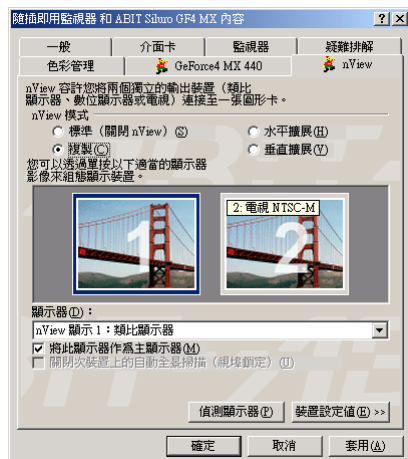 隨插即用監視器 和 ABIT Siluro GF4 MX 內容
一般
介面卡
監視器
疑難排解
色彩管理
GeForce4 MX 440
nView
nView 容許您將兩個獨立的輸出裝置（類比
顯示器、數位顯示器或電視）連接至一張圖形卡。
nView 模式
標準（關閉 nView）(S)
水平擴展(H)
複製(C)
垂直擴展(V)
您可以透過單按以下適當的顯示器
影像來組態顯示裝置。
1
2: 電視 NTSC-M
2
顯示器(D)：
nView 顯示 1：類比顯示器
將此顯示器作為主顯示器(M)
關閉次裝置上的自動全景掃描（視埠鎖定）(U)
偵測顯示器(P)
裝置設定值(E) >>
確定
取消
套用(A)